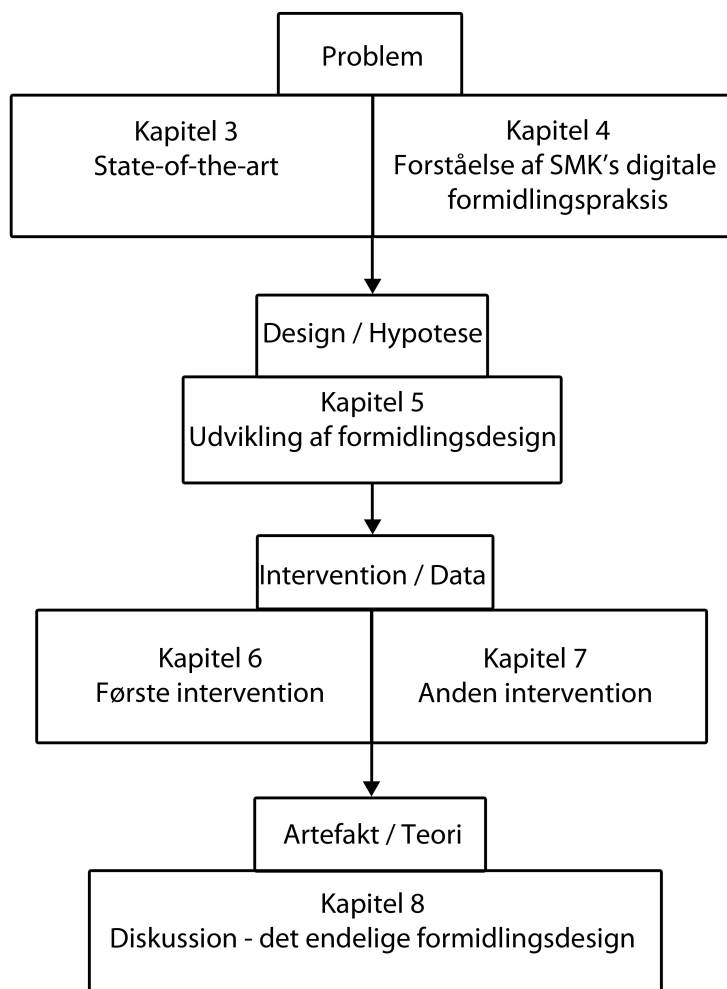 Problem
Kapitel 3
State-of-the-art
Kapitel 4
Forståelse af SMK's digitale
formidlingspraksis
Design / Hypotese
Kapitel 5
Udvikling af formidlingsdesign
Intervention / Data
Kapitel 6
Første intervention
Kapitel 7
Anden intervention
Artefakt / Teori
Kapitel 8
Diskussion - det endelige formidlingsdesign